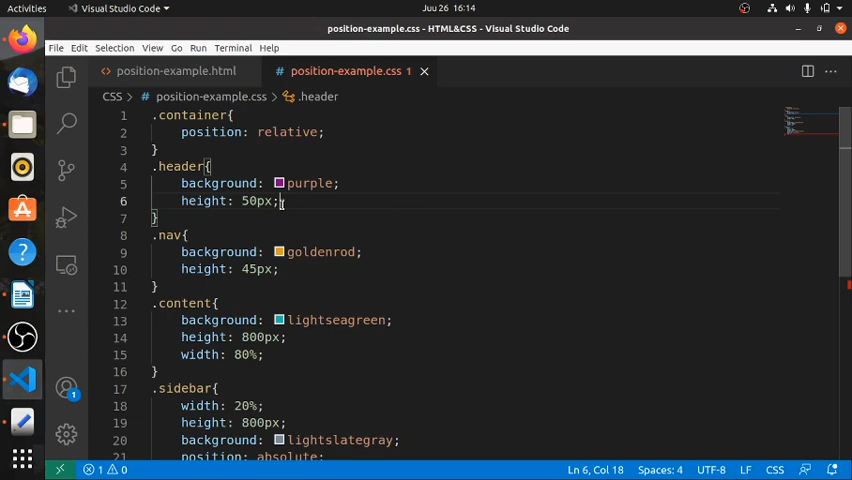 Activities
Visual Studio Code
Juu 26 16:14
position-example.css - HTML&CSS - Visual Studio Code
File Edit Selection View Go Run Terminal Help
position-example.html
# position-example.css 1
CSS > # position-example.css > .header
1 .container{
2 position: relative;
3 }
4 .header{
5 background: purple;
6 height: 50px;
7 }
8 .nav{
9 background: goldenrod;
10 height: 45px;
11 }
12 .content{
13 background: lightseagreen;
14 height: 800px;
15 width: 80%;
16 }
17 .sidebar{
18 width: 20%;
19 height: 800px;
20 background: lightslategray;
position: absolute;
1
1 0
Ln 6, Col 18
Spaces: 4
UTF-8
LF
CSS